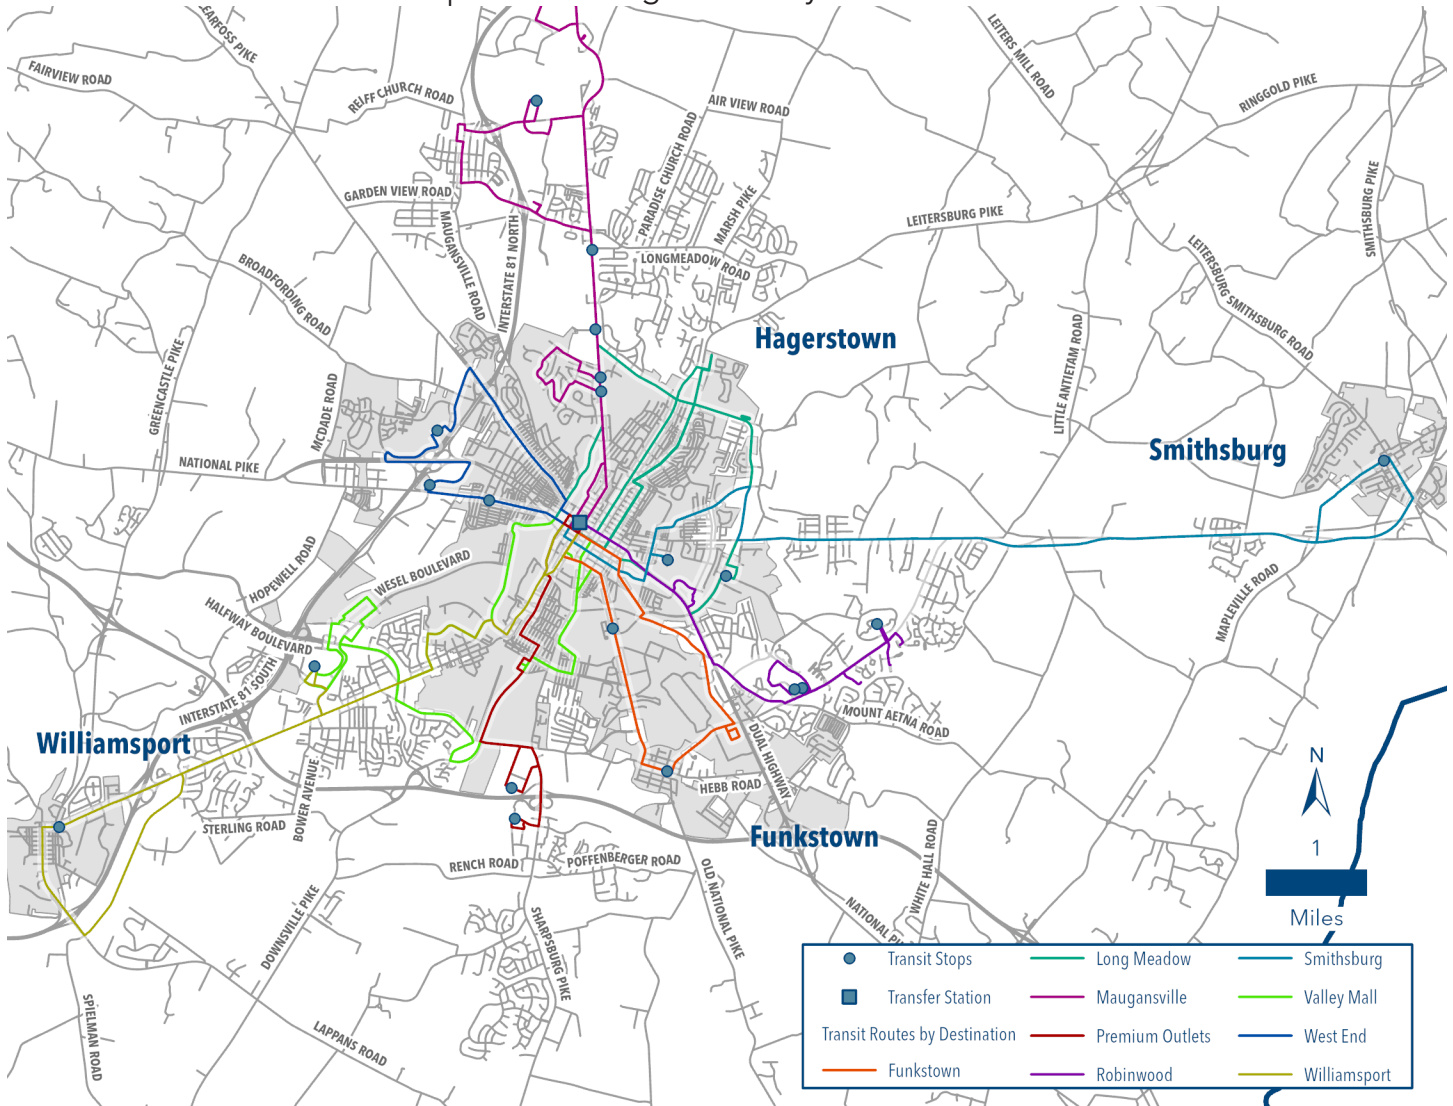 FAIRVIEW ROAD
REIFF CHURCH ROAD
AIR VIEW ROAD
LEITERS MILL ROAD
RINGGOLD PIKE
PARADISE CHURCH ROAD
MARSH PIKE
GARDEN VIEW ROAD
MAUGANSVILLE ROAD
INTERSTATE 81 NORTH
LONGMEADOW ROAD
LEITERSBURG PIKE
SMITHSBURG PIKE
LEITERSBURG SMITHSBURG ROAD
BROADFORDING ROAD
Hagerstown
GREENCASTLE PIKE
MCDADE ROAD
LITTLE ANTIETAM ROAD
Smithsburg
NATIONAL PIKE
HOPEWELL ROAD
WESEL BOULEVARD
HALFWAY BOULEVARD
MAPLEVILLE ROAD
INTERSTATE 81 SOUTH
MOUNT AETNA ROAD
Williamsport
DUAL HIGHWAY
HEBB ROAD
BOWER AVENUE
STERLING ROAD
Funkstown
RENCH ROAD
POFFENBERGER ROAD
OLD NATIONAL PIKE
WHITE HALL ROAD
DOWNSVILLE PIKE
SHARPSBURG PIKE
SPIELMAN ROAD
LAPPANS ROAD
N
1
Miles
Transit Stops
Transfer Station
Transit Routes by Destination
Funkstown
Long Meadow
Maugansville
Premium Outlets
Robinwood
Smithsburg
Valley Mall
West End
Williamsport